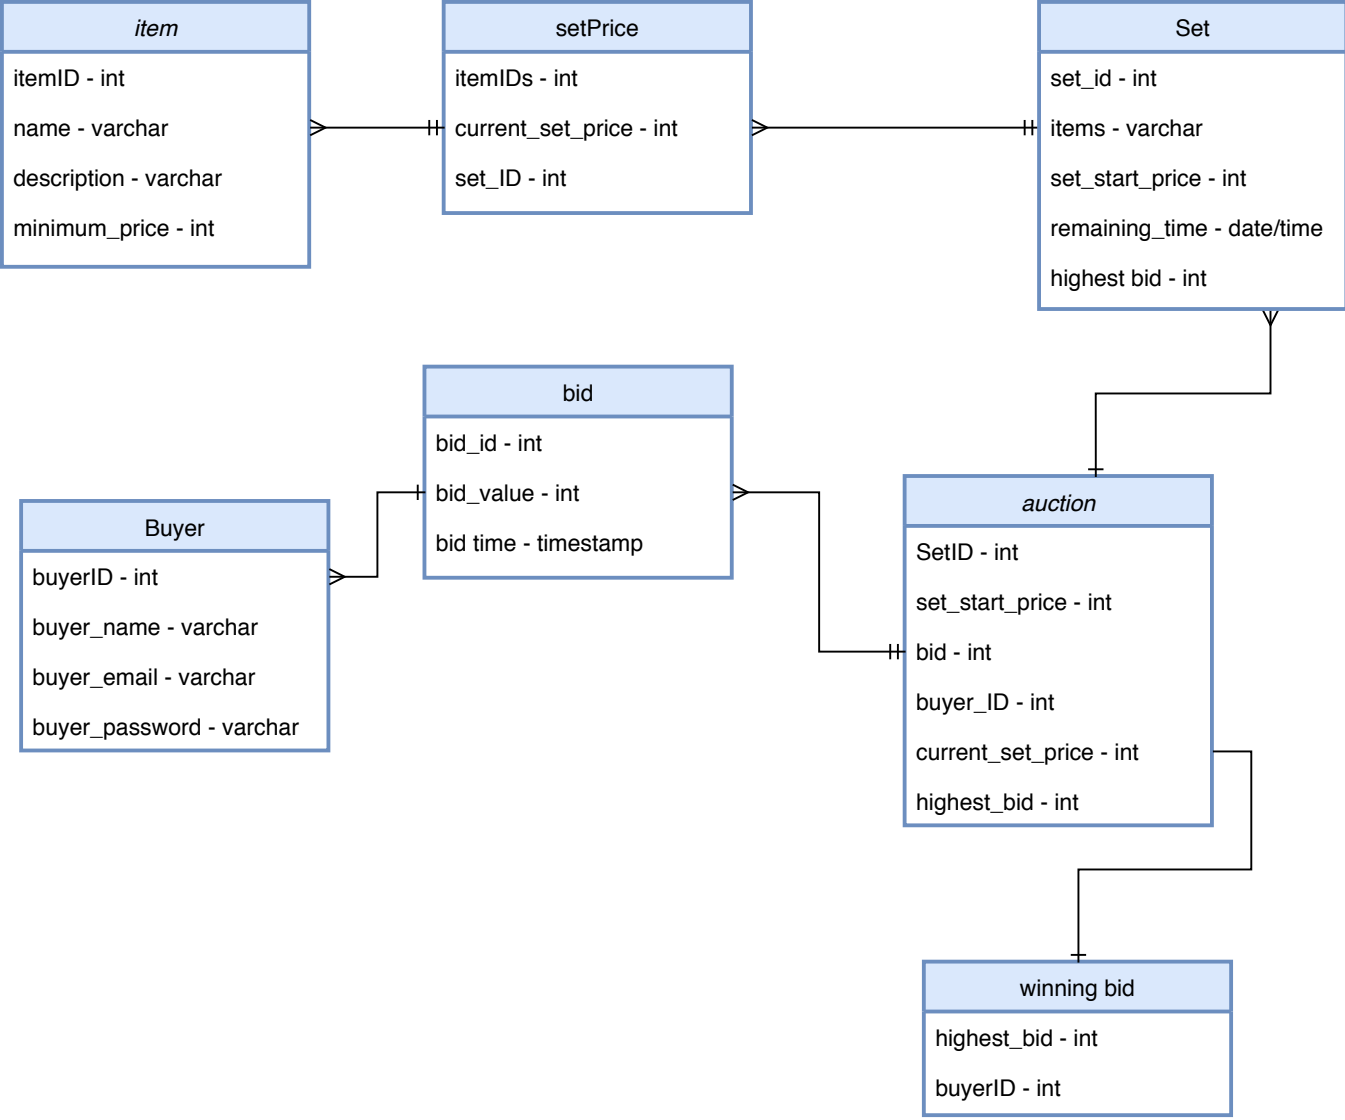 item
itemID - int
name - varchar
description - varchar
minimum_price - int
setPrice
itemIDs - int
current_set_price - int
set_ID - int
Set
set_id - int
items - varchar
set_start_price - int
remaining_time - date/time
highest bid - int
bid
bid_id - int
bid_value - int
bid time - timestamp
Buyer
buyerID - int
buyer_name - varchar
buyer_email - varchar
buyer_password - varchar
auction
SetID - int
set_start_price - int
bid - int
buyer_ID - int
current_set_price - int
highest_bid - int
winning bid
highest_bid - int
buyerID - int